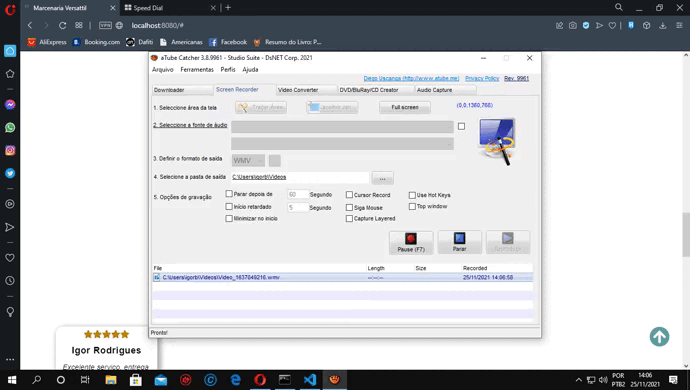 Marcenaria Versattil
Speed Dial
VPN
localhost:8080/#
AliExpress
Booking.com
Dafiti
Americanas
Facebook
Resumo do Livro: P...
aTube Catcher 3.8.9961 - Studio Suite - DsNET Corp. 2021
Arquivo Ferramentas Perfis Ajuda
Diego Uscanga (http://www.atube.me) Privacy Policy Rev. 9961
Downloader Screen Recorder Video Converter DVD/BluRay/CD Creator Audio Capture
1. Seleccione área da tela
Full screen
(0,0,1360,768)
2. Seleccione a fonte de áudio
3. Definir o formato de saída
WMV
4. Selecione a pasta de saída
C:\Users\igorb\Videos
...
5. Opções de gravação
Parar depois de 60 Segundo Cursor Record Use Hot Keys
Início retardado 5 Segundo Siga Mouse Top window
Minimizar no inicio Capture Layered
Pause (F7) Parar
File Length Size Recorded
C:\Users\igorb\Videos\Video_1637849216.wmv --:--:-- 25/11/2021 14:06:58
Pronto!
Igor Rodrigues
Excelente serviço, entrega
POR
PTB2
14:06
25/11/2021